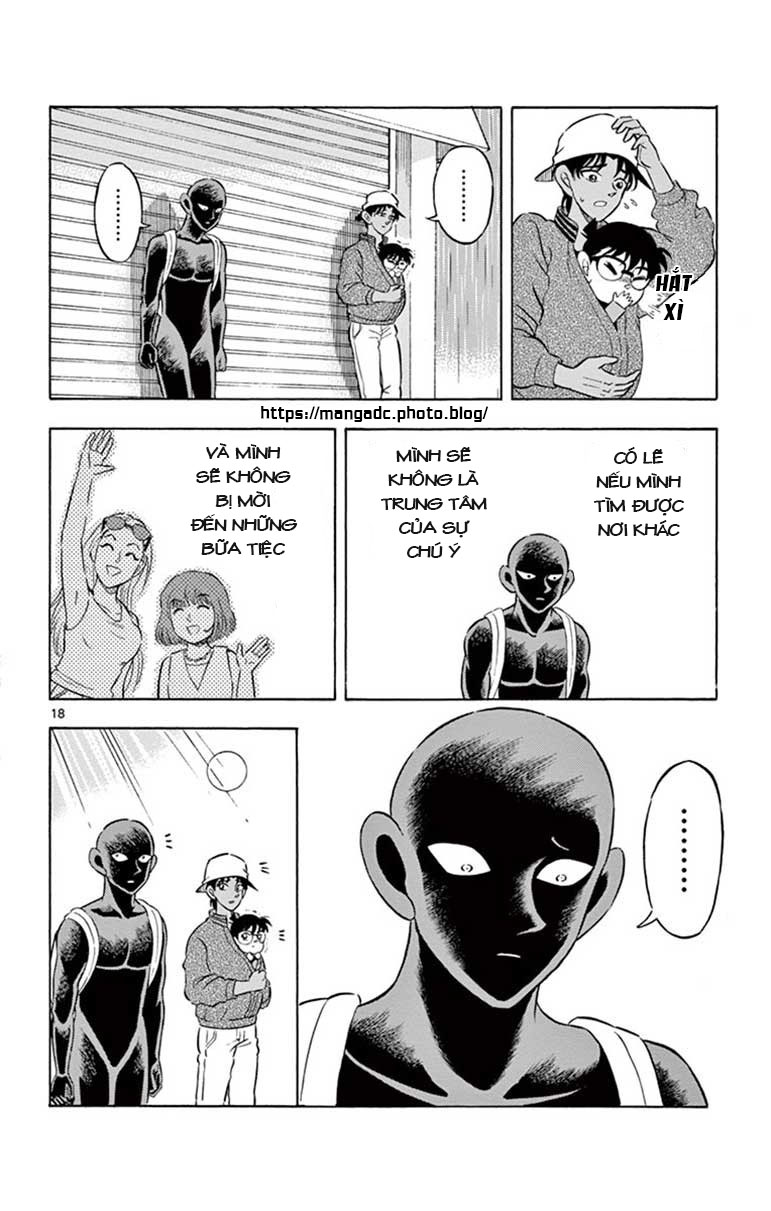 HẮT
XÌ
………
………
https://mangadc.photo.blog/
CÓ LẼ
NẾU MÌNH
TÌM ĐƯỢC
NƠI KHÁC
MÌNH SẼ
KHÔNG LÀ
TRUNG TÂM
CỦA SỰ
CHÚ Ý
VÀ MÌNH
SẼ KHÔNG
BỊ MỜI
ĐẾN NHỮNG
BỮA TIỆC
18
………